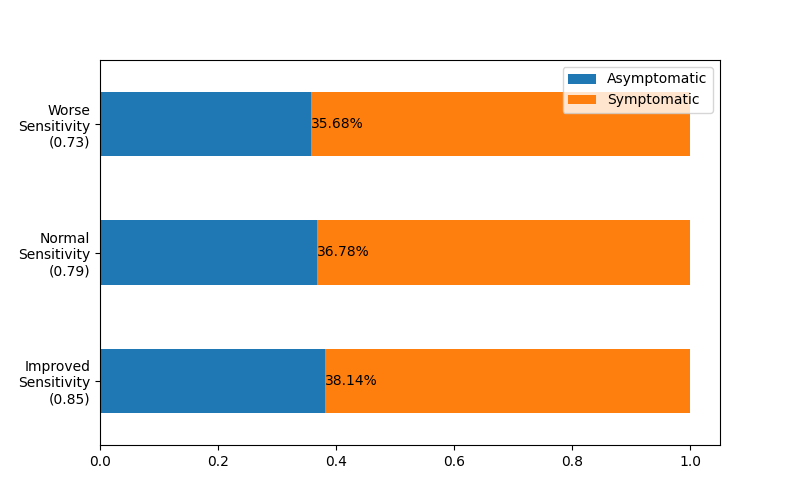 Asymptomatic
Symptomatic
Worse
Sensitivity
(0.73)
35.68%
Normal
Sensitivity
(0.79)
36.78%
Improved
Sensitivity
(0.85)
38.14%
0.0 0.2 0.4 0.6 0.8 1.0